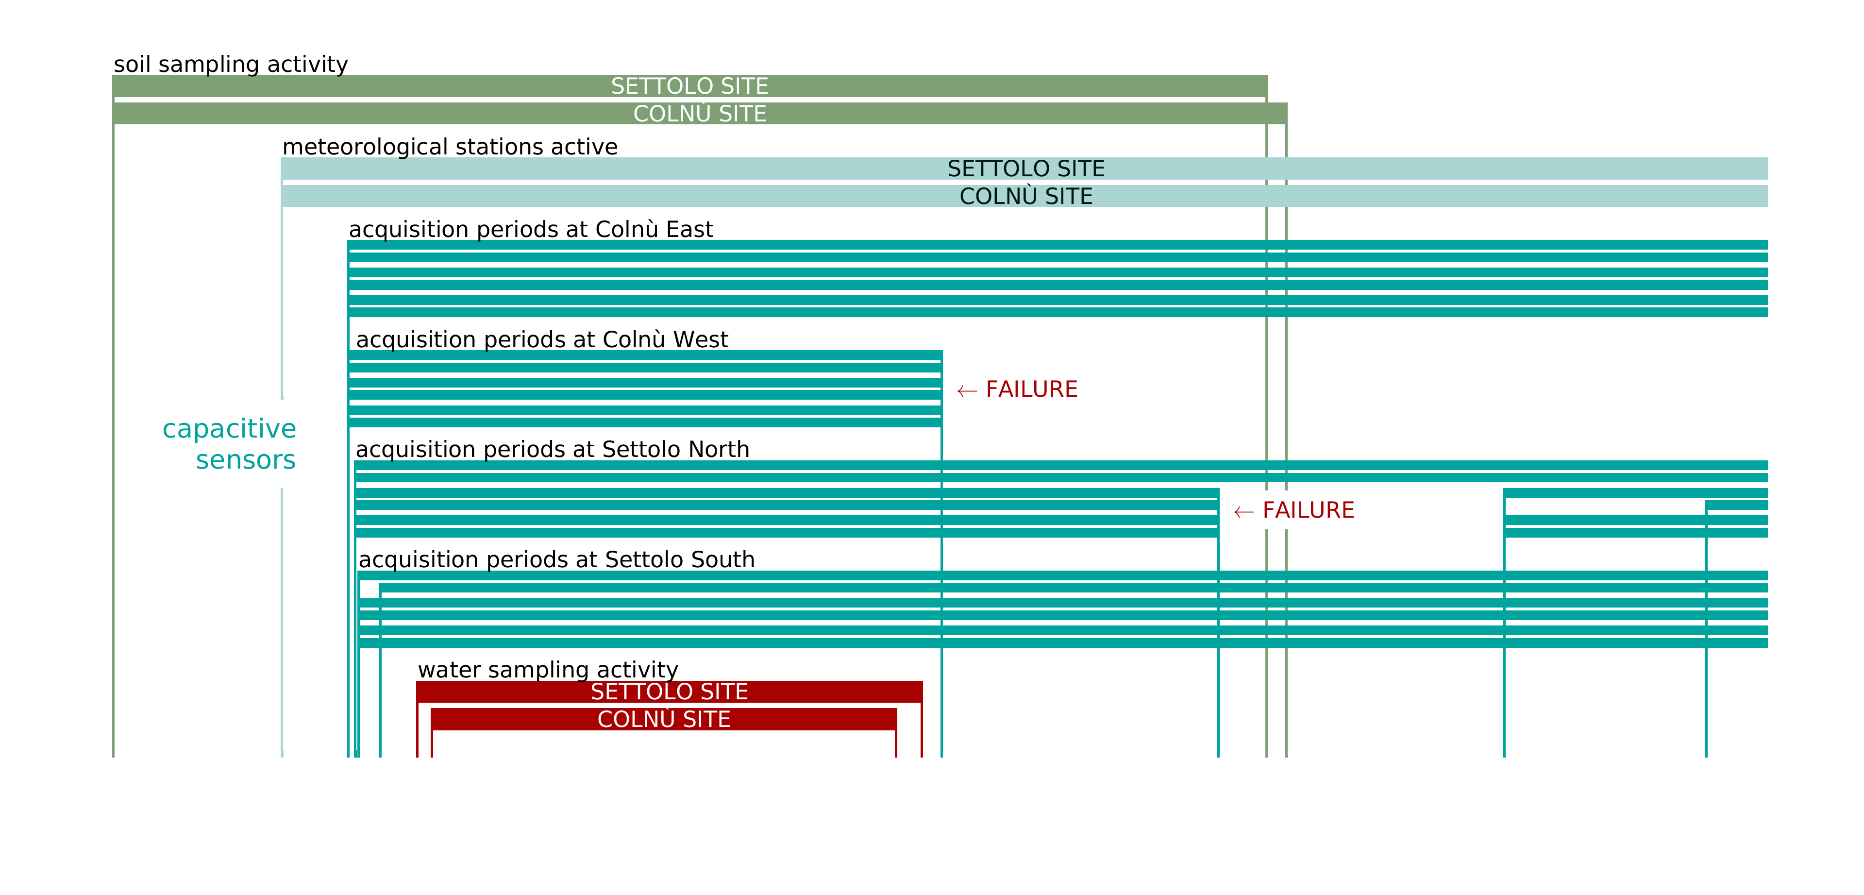 soil sampling activity
SETTOLO SITE
COLNÙ SITE
meteorological stations active
SETTOLO SITE
COLNÙ SITE
acquisition periods at Colnù East
acquisition periods at Colnù West
← FAILURE
capacitive
sensors
acquisition periods at Settolo North
← FAILURE
acquisition periods at Settolo South
water sampling activity
SETTOLO SITE
COLNÙ SITE